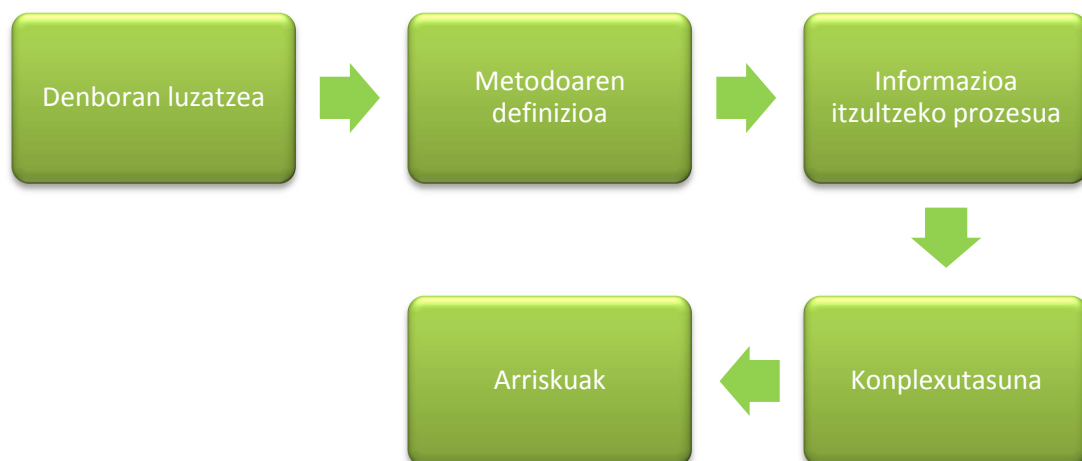 Denboran luzatzea
Metodoaren
definizioa
Informazioa
itzultzeko prozesua
Konplexutasuna
Arriskuak